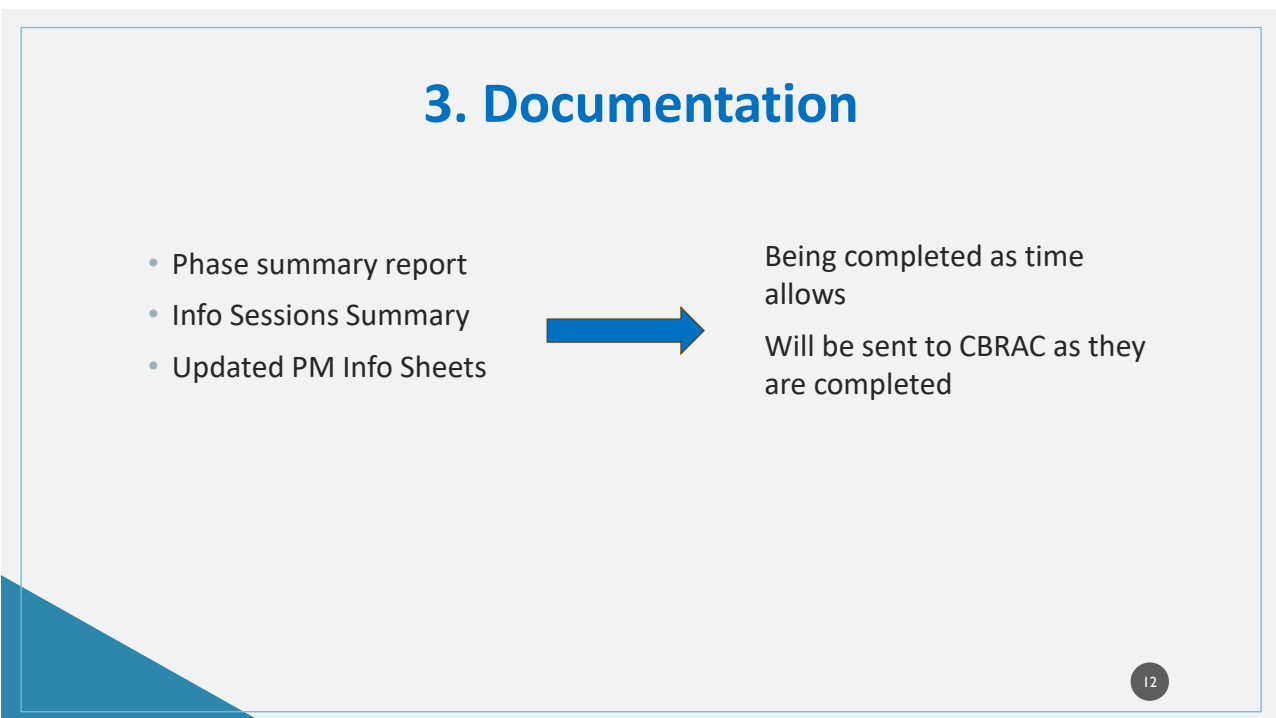 3. Documentation
• Phase summary report
• Info Sessions Summary
• Updated PM Info Sheets
Being completed as time
allows
Will be sent to CBRAC as they
are completed
12